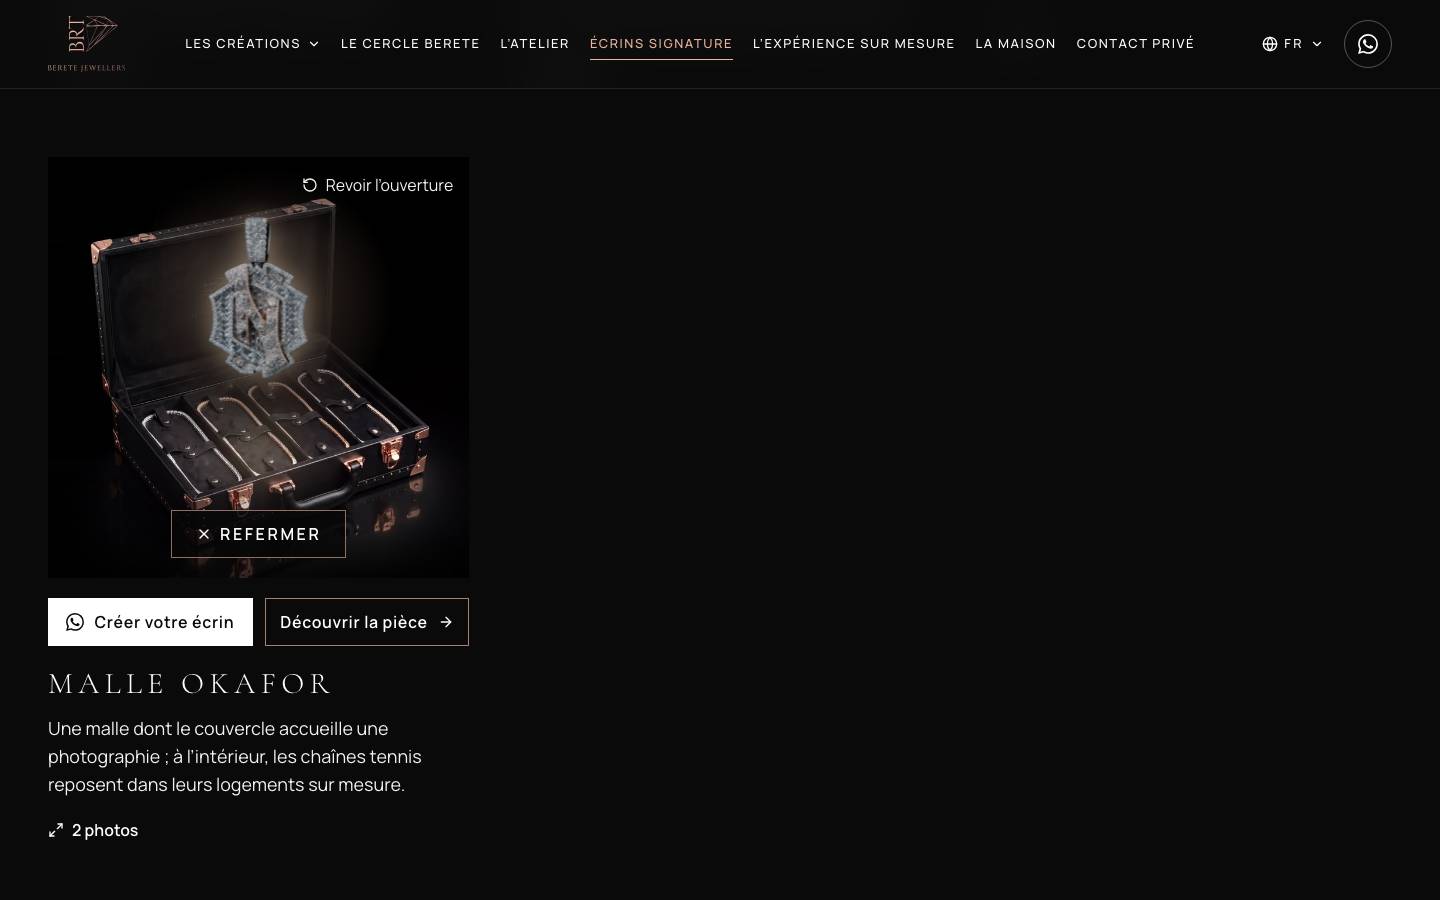 BRT
BERETE JEWELLERS
LES CRÉATIONS
LE CERCLE BERETE
L'ATELIER
ÉCRINS SIGNATURE
L'EXPÉRIENCE SUR MESURE
LA MAISON
CONTACT PRIVÉ
FR
Revoir l'ouverture
N
REFERMER
Créer votre écrin
Découvrir la pièce
MALLE OKAFOR
Une malle dont le couvercle accueille une
photographie ; à l'intérieur, les chaînes tennis
reposent dans leurs logements sur mesure.
2 photos